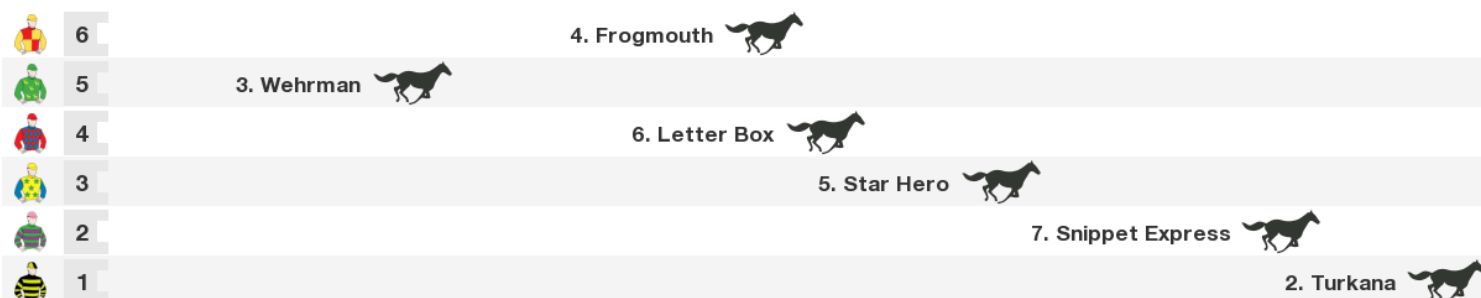 6 4. Frogmouth
5 3. Wehrman
4 6. Letter Box
3 5. Star Hero
2 7. Snippet Express
1 2. Turkana